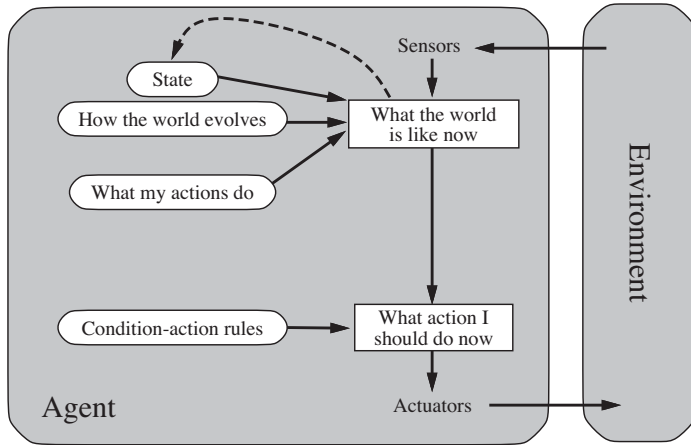 Sensors
State
How the world evolves
What the world
is like now
What my actions do
Condition-action rules
What action I
should do now
Agent
Actuators
Environment